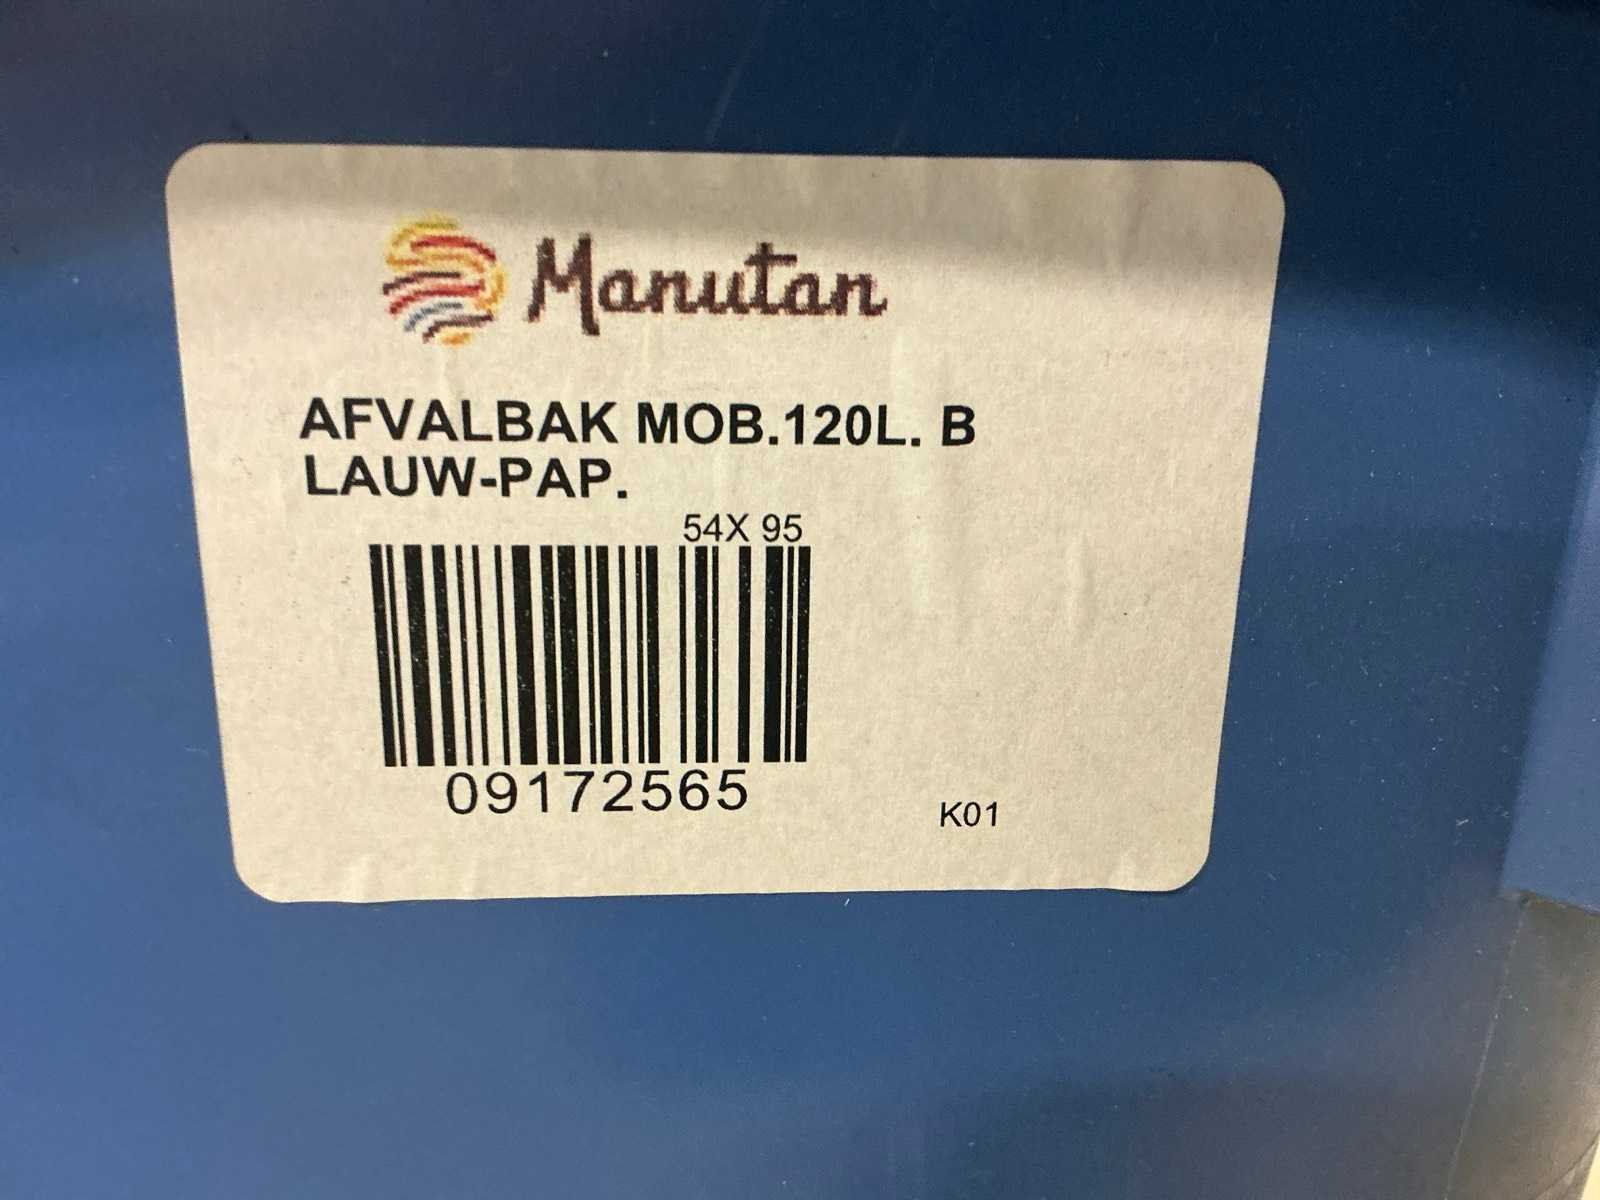 Manutan
AFVALBAK MOB.120L. B
LAUW-PAP.
54X 95
09172565
K01